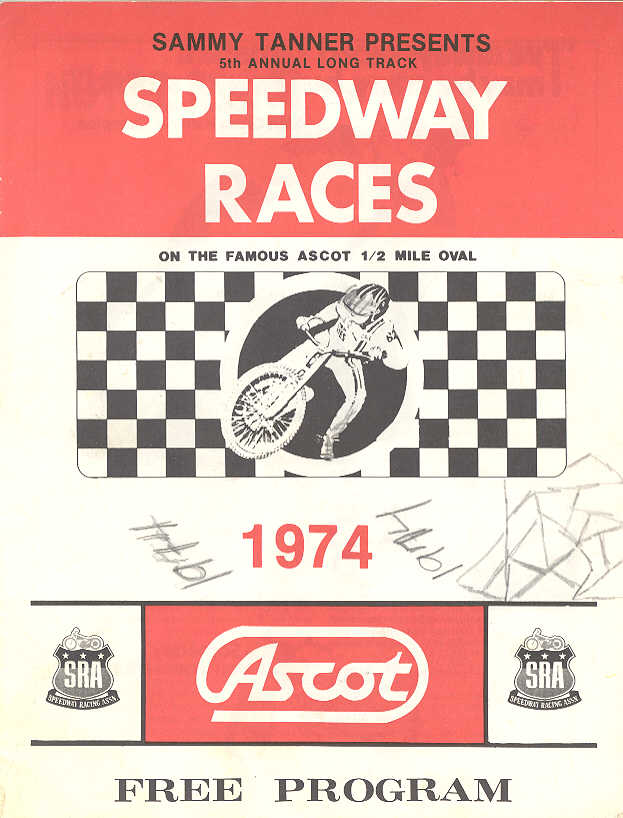 SAMMY TANNER PRESENTS
5th ANNUAL LONG TRACK
SPEEDWAY
RACES
ON THE FAMOUS ASCOT 1/2 MILE OVAL
1974
Ascot
SRA
SPEEDWAY RACING ASSN
SRA
SPEEDWAY RACING ASSN
FREE PROGRAM